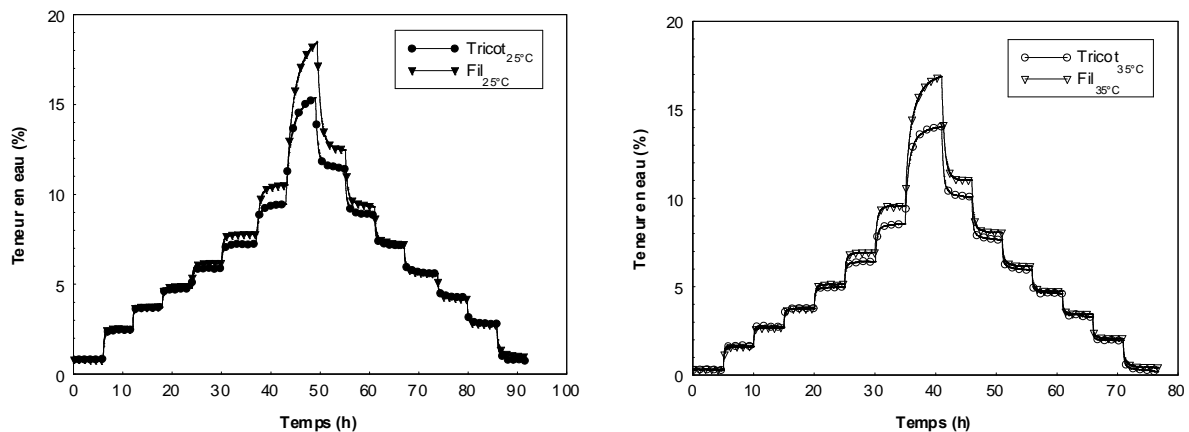 20
15
10
5
0
0 10 20 30 40 50 60 70 80 90 100
Teneur en eau (%)
Temps (h)
Tricot25°C
Fil25°C
20
15
10
5
0
0 10 20 30 40 50 60 70 80
Teneur en eau (%)
Temps (h)
Tricot35°C
Fil35°C